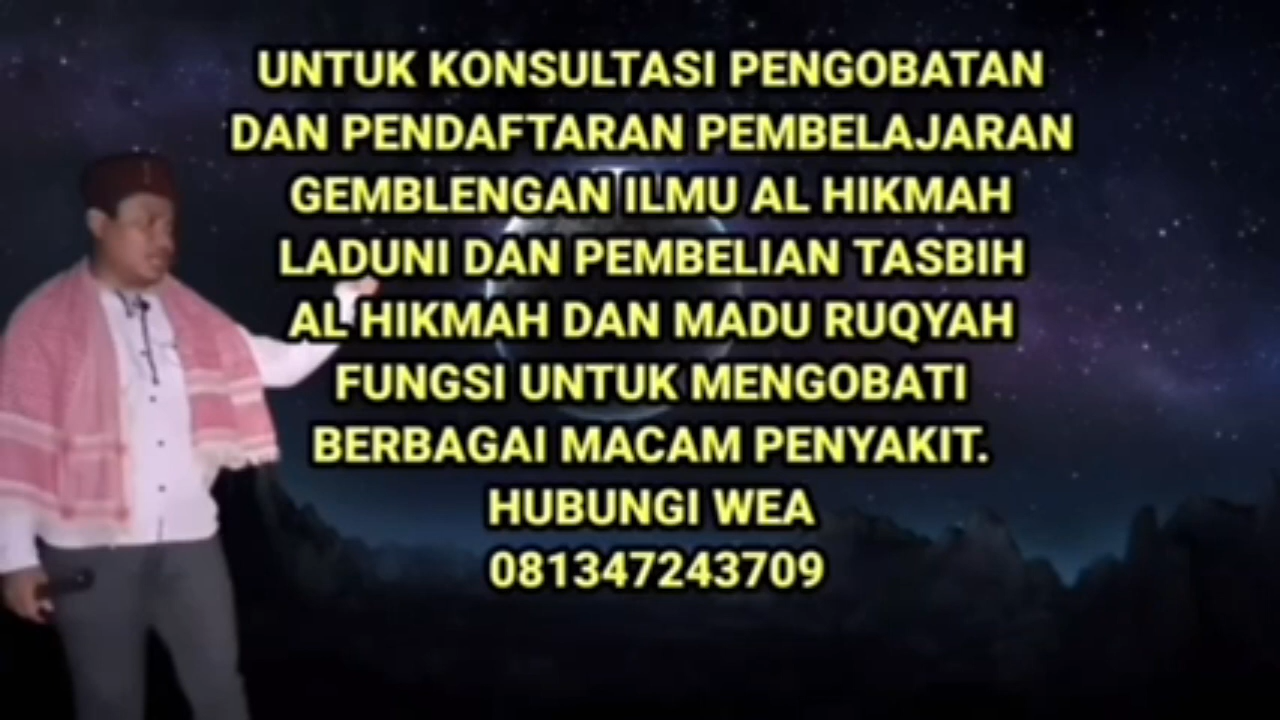 UNTUK KONSULTASI PENGOBATAN
DAN PENDAFTARAN PEMBELAJARAN
GEMBLENGAN ILMU AL HIKMAH
LADUNI DAN PEMBELIAN TASBIH
AL HIKMAH DAN MADU RUQYAH
FUNGSI UNTUK MENGOBATI
BERBAGAI MACAM PENYAKIT.
HUBUNGI WEA
081347243709